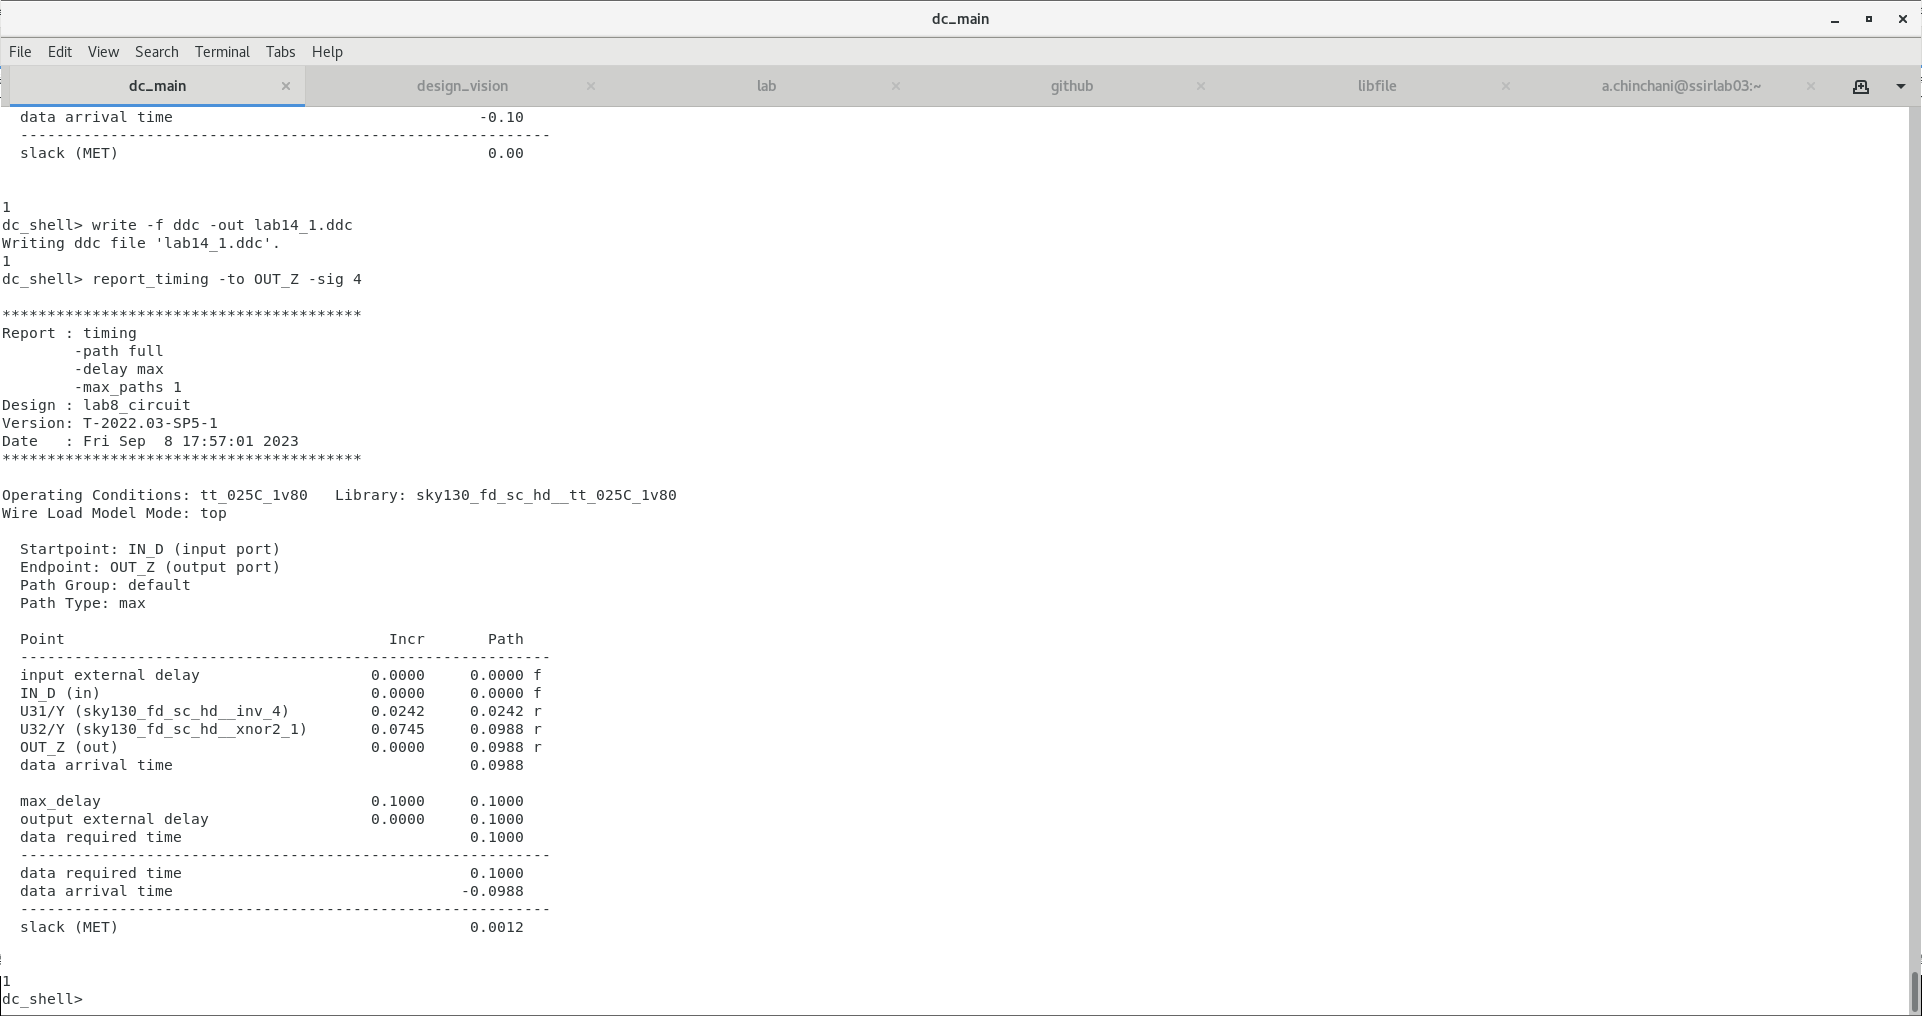 dc_main
File Edit View Search Terminal Tabs Help
dc_main design_vision lab github libfile a.chinchani@ssirlab03:~
data arrival time -0.10
-----------------------------------------------------------
slack (MET) 0.00
1
dc_shell> write -f ddc -out lab14_1.ddc
Writing ddc file 'lab14_1.ddc'.
1
dc_shell> report_timing -to OUT_Z -sig 4
****************************************
Report : timing
-path full
-delay max
-max_paths 1
Design : lab8_circuit
Version: T-2022.03-SP5-1
Date : Fri Sep 8 17:57:01 2023
****************************************
Operating Conditions: tt_025C_1v80 Library: sky130_fd_sc_hd__tt_025C_1v80
Wire Load Model Mode: top
Startpoint: IN_D (input port)
Endpoint: OUT_Z (output port)
Path Group: default
Path Type: max
Point Incr Path
-----------------------------------------------------------
input external delay 0.0000 0.0000 f
IN_D (in) 0.0000 0.0000 f
U31/Y (sky130_fd_sc_hd__inv_4) 0.0242 0.0242 r
U32/Y (sky130_fd_sc_hd__xnor2_1) 0.0745 0.0988 r
OUT_Z (out) 0.0000 0.0988 r
data arrival time 0.0988
max_delay 0.1000 0.1000
output external delay 0.0000 0.1000
data required time 0.1000
-----------------------------------------------------------
data required time 0.1000
data arrival time -0.0988
-----------------------------------------------------------
slack (MET) 0.0012
1
dc_shell>